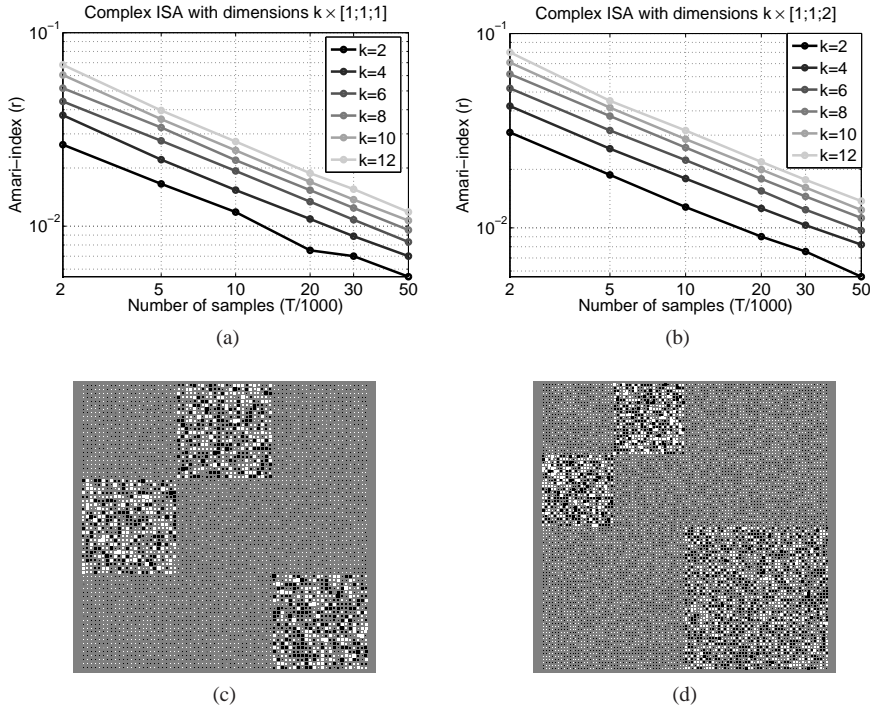 Complex ISA with dimensions k × [1;1;1]
Amari−index (r)
10^−1
10^−2
k=2
k=4
k=6
k=8
k=10
k=12
2 5 10 20 30 50
Number of samples (T/1000)
(a)
Complex ISA with dimensions k × [1;1;2]
Amari−index (r)
10^−1
10^−2
k=2
k=4
k=6
k=8
k=10
k=12
2 5 10 20 30 50
Number of samples (T/1000)
(b)
(c)
(d)